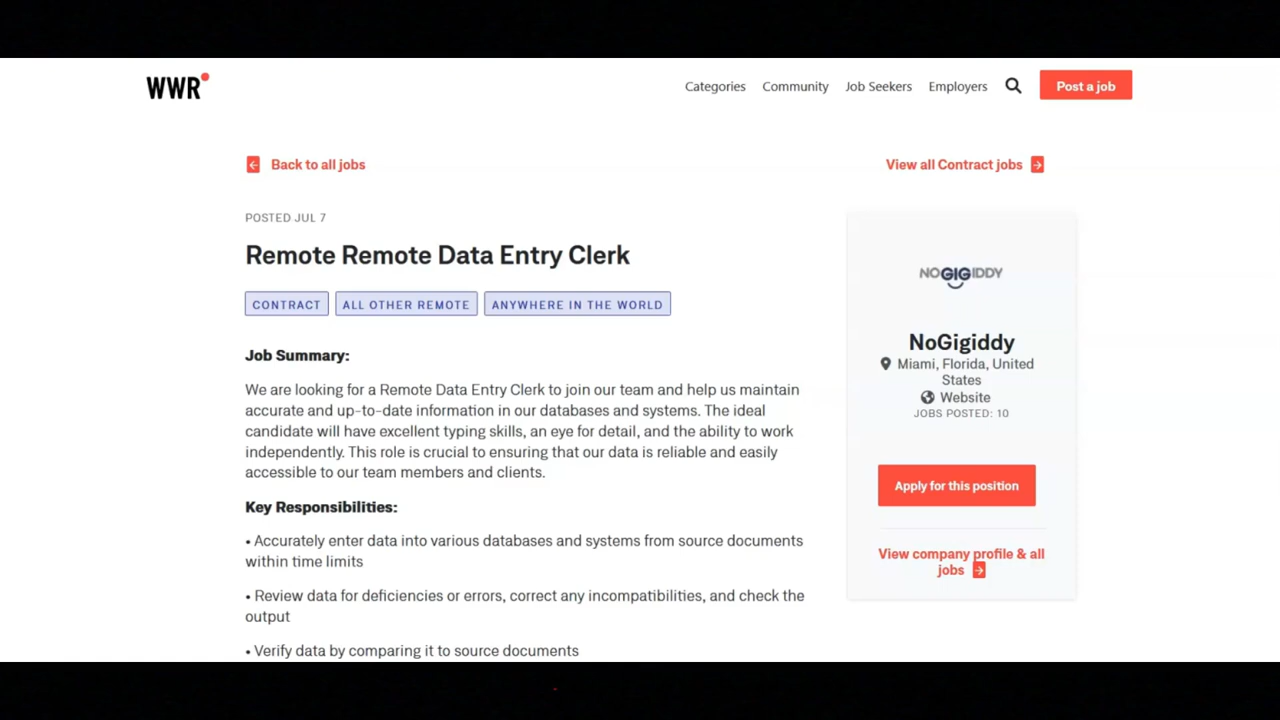 WWR
Categories Community Job Seekers Employers Post a job
Back to all jobs
View all Contract jobs
POSTED JUL 7
Remote Remote Data Entry Clerk
CONTRACT ALL OTHER REMOTE ANYWHERE IN THE WORLD
Job Summary:
We are looking for a Remote Data Entry Clerk to join our team and help us maintain
accurate and up-to-date information in our databases and systems. The ideal
candidate will have excellent typing skills, an eye for detail, and the ability to work
independently. This role is crucial to ensuring that our data is reliable and easily
accessible to our team members and clients.
Key Responsibilities:
• Accurately enter data into various databases and systems from source documents
within time limits
• Review data for deficiencies or errors, correct any incompatibilities, and check the
output
• Verify data by comparing it to source documents
NOGIGIDDY
NoGigiddy
Miami, Florida, United
States
Website
JOBS POSTED: 10
Apply for this position
View company profile & all
jobs